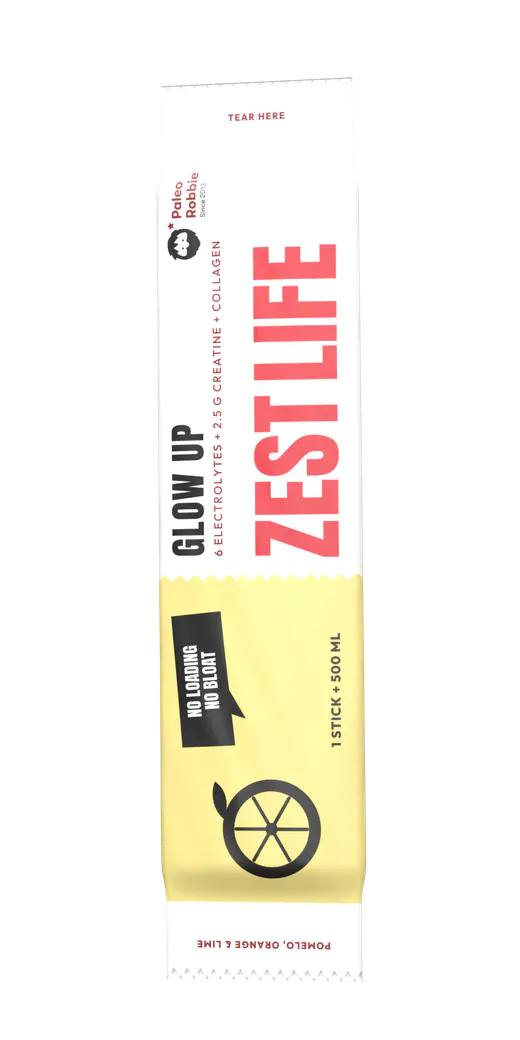 TEAR HERE
Paleo
Robbie
Since 2013
GLOW UP
6 ELECTROLYTES + 2.5 G CREATINE + COLLAGEN
ZEST LIFE
NO LOADING
NO BLOAT
1 STICK + 500 ML
POMELO, ORANGE & LIME